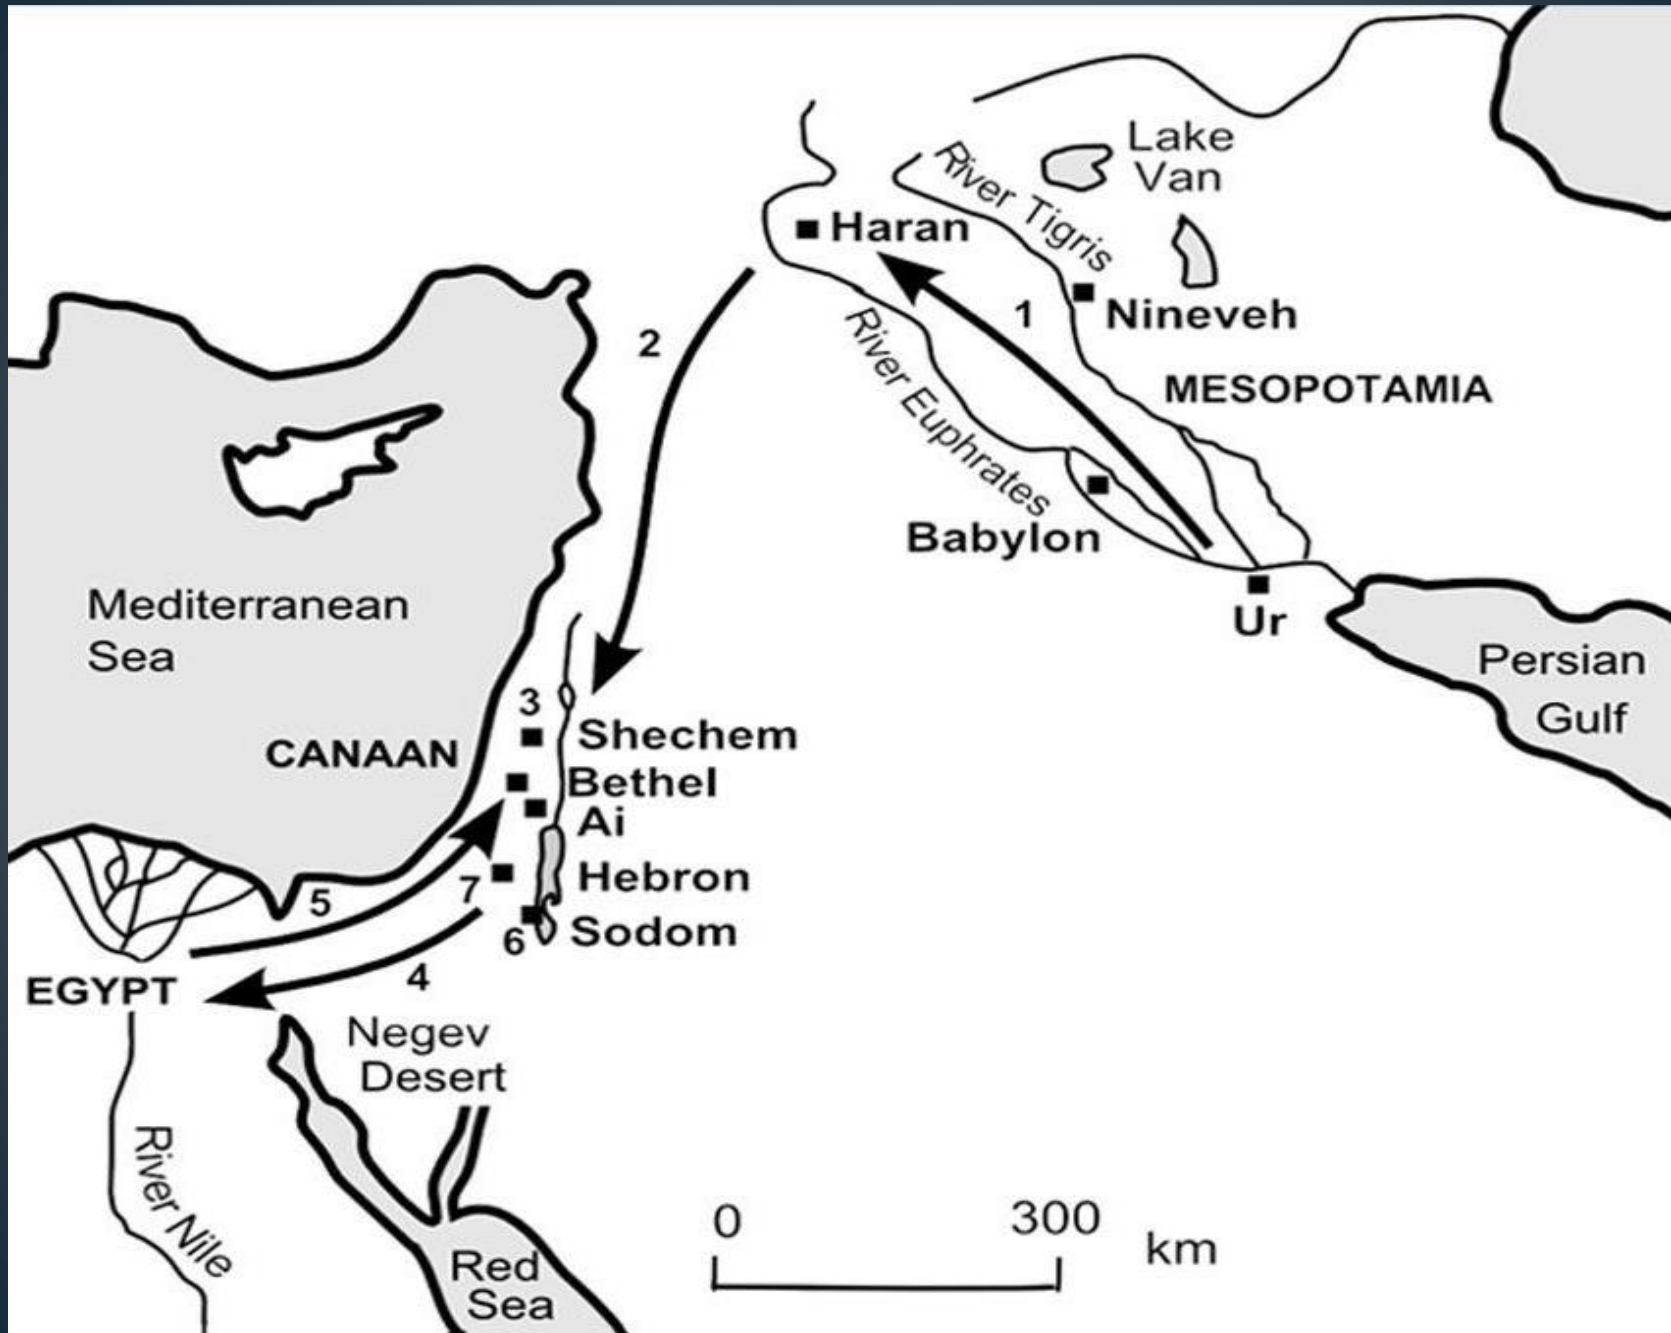 Lake
Van
River Tigris
Haran
1
Nineveh
2
River Euphrates
MESOPOTAMIA
Babylon
Mediterranean
Sea
Ur
Persian
Gulf
3
Shechem
CANAAN
Bethel
Ai
5
7
Hebron
6
Sodom
4
EGYPT
Negev
Desert
River Nile
0
300
km
Red
Sea